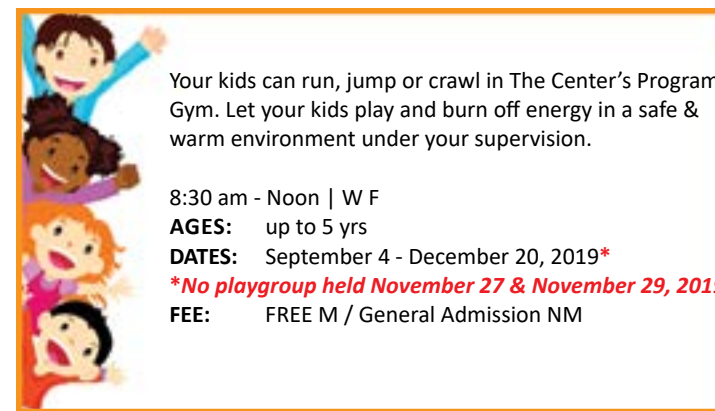 Your kids can run, jump or crawl in The Center's Program
Gym. Let your kids play and burn off energy in a safe &
warm environment under your supervision.
8:30 am - Noon | W F
AGES: up to 5 yrs
DATES: September 4 - December 20, 2019*
*No playgroup held November 27 & November 29, 201
FEE: FREE M / General Admission NM